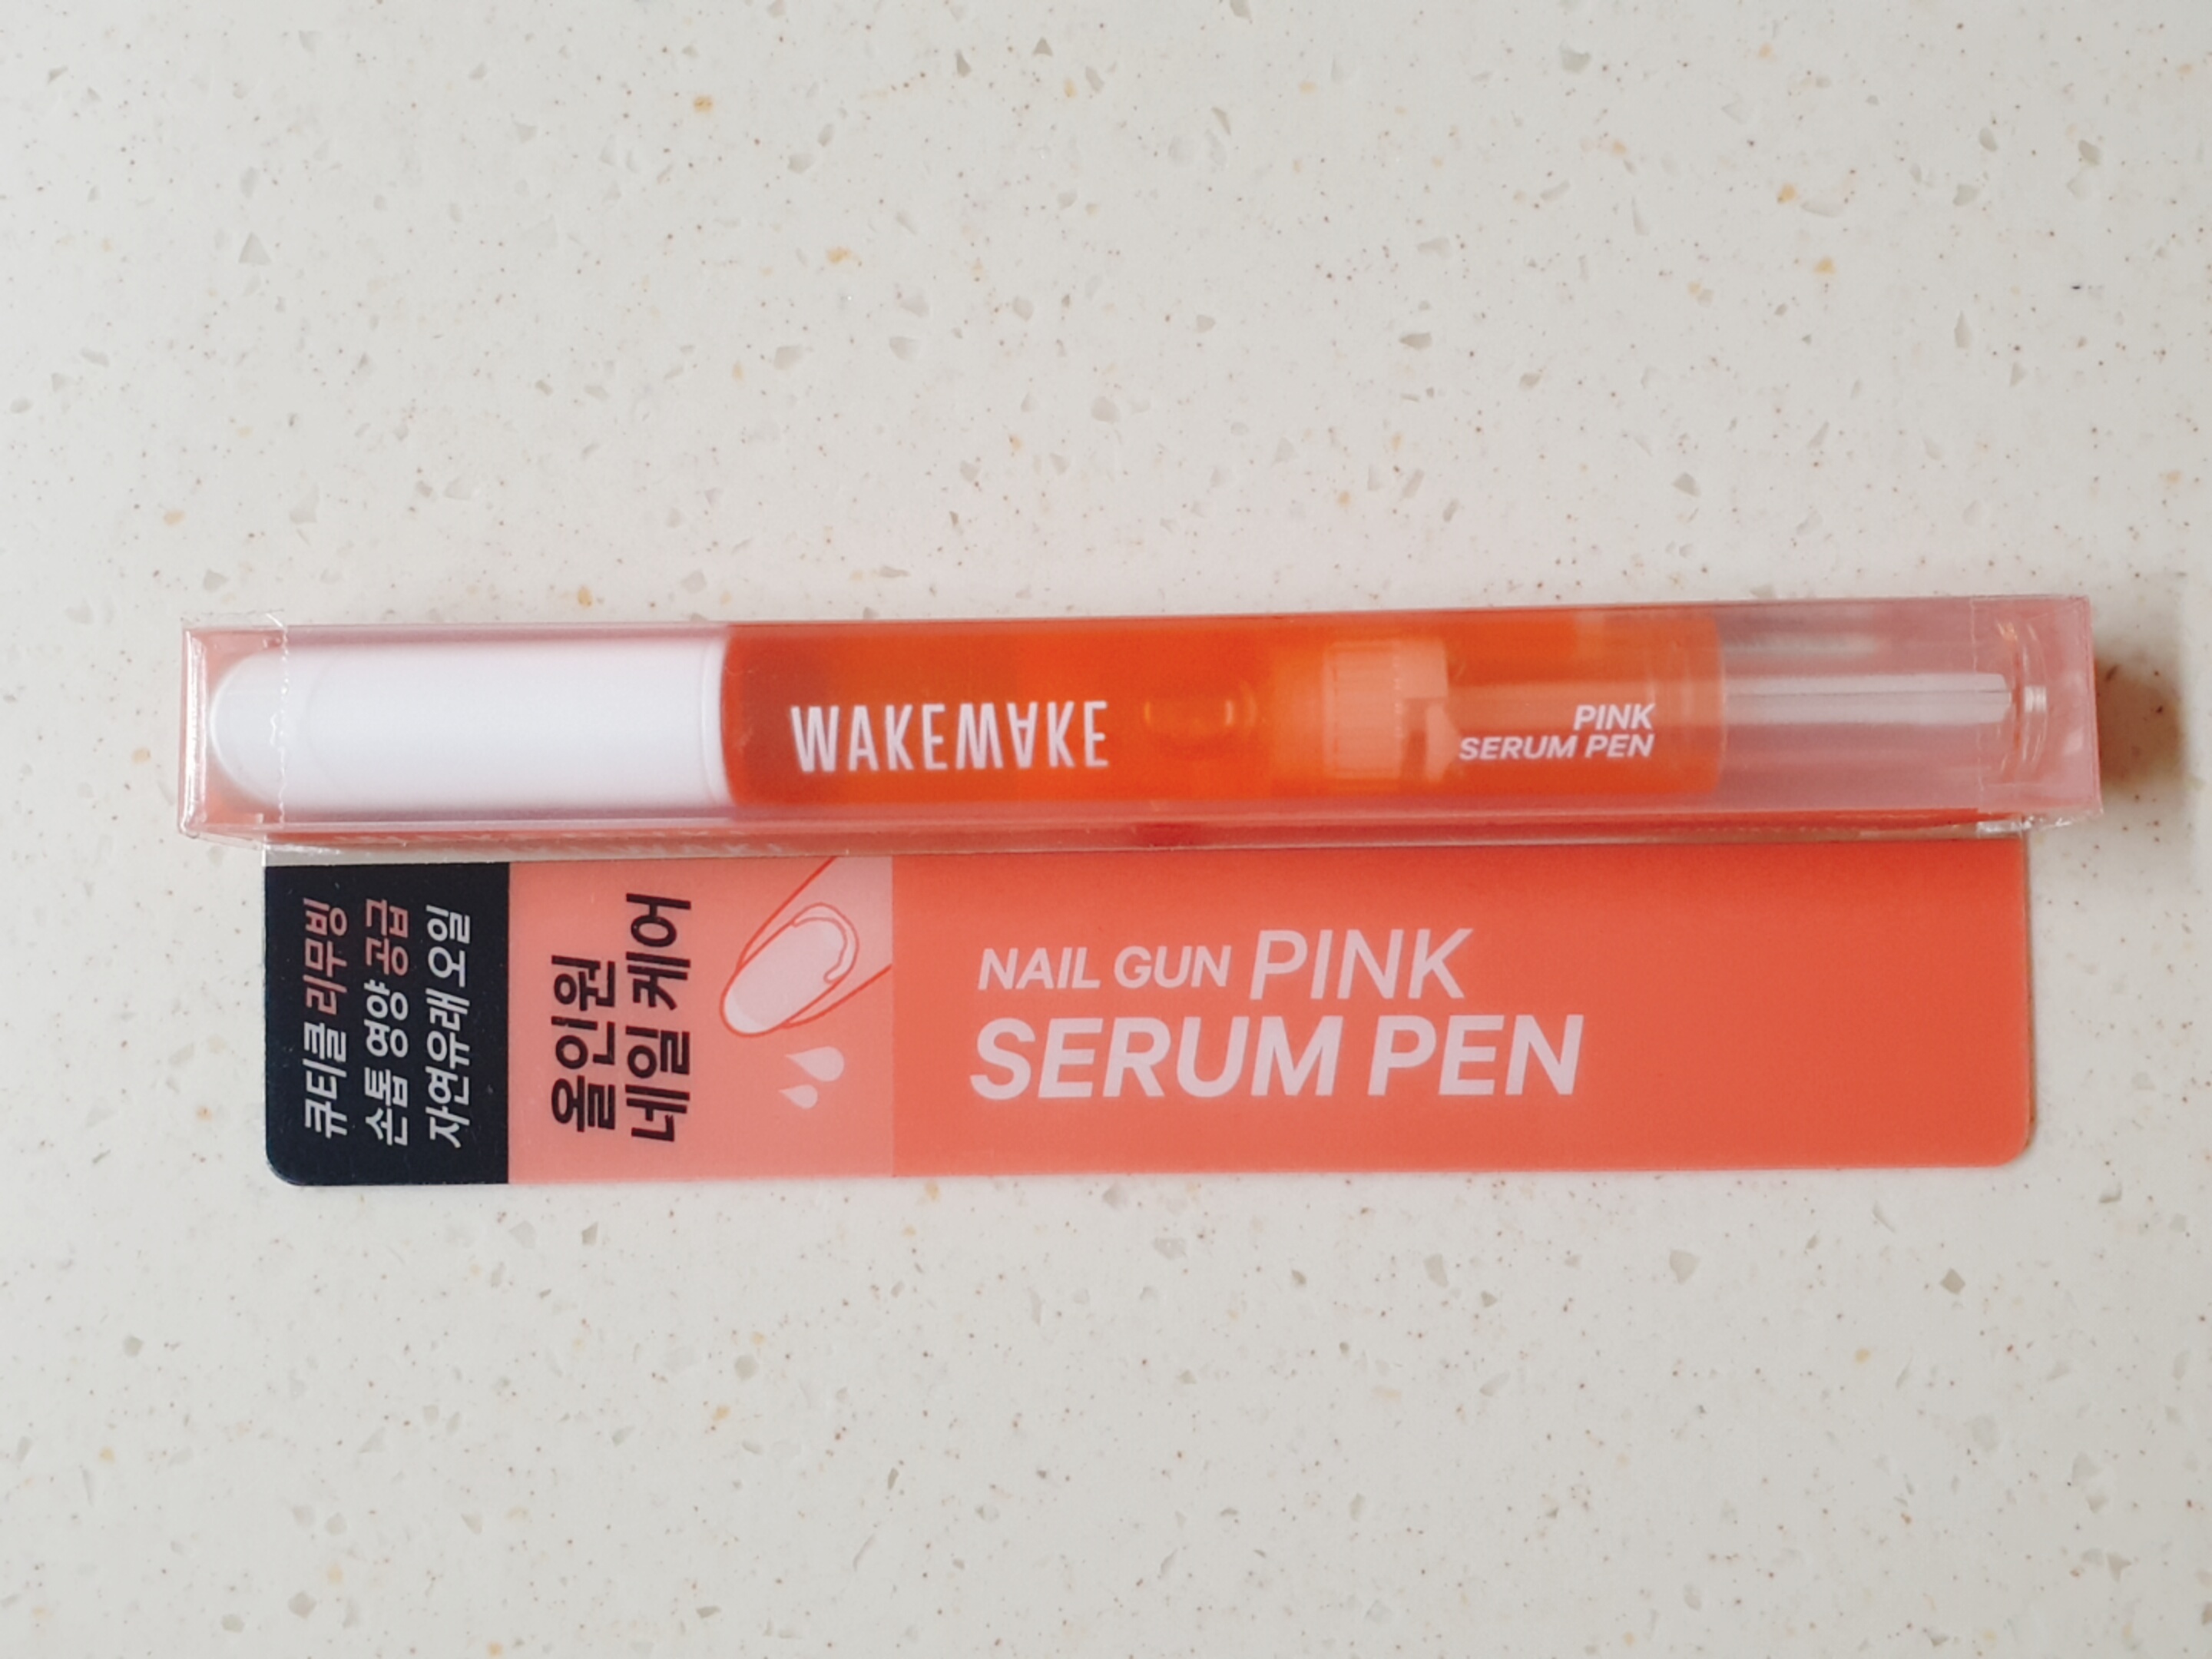 WAKEMAKE
PINK
SERUM PEN
큐티클 리무빙
손톱 영양 공급
자연유래 오일
올인원
네일 케어
NAIL GUN PINK
SERUM PEN